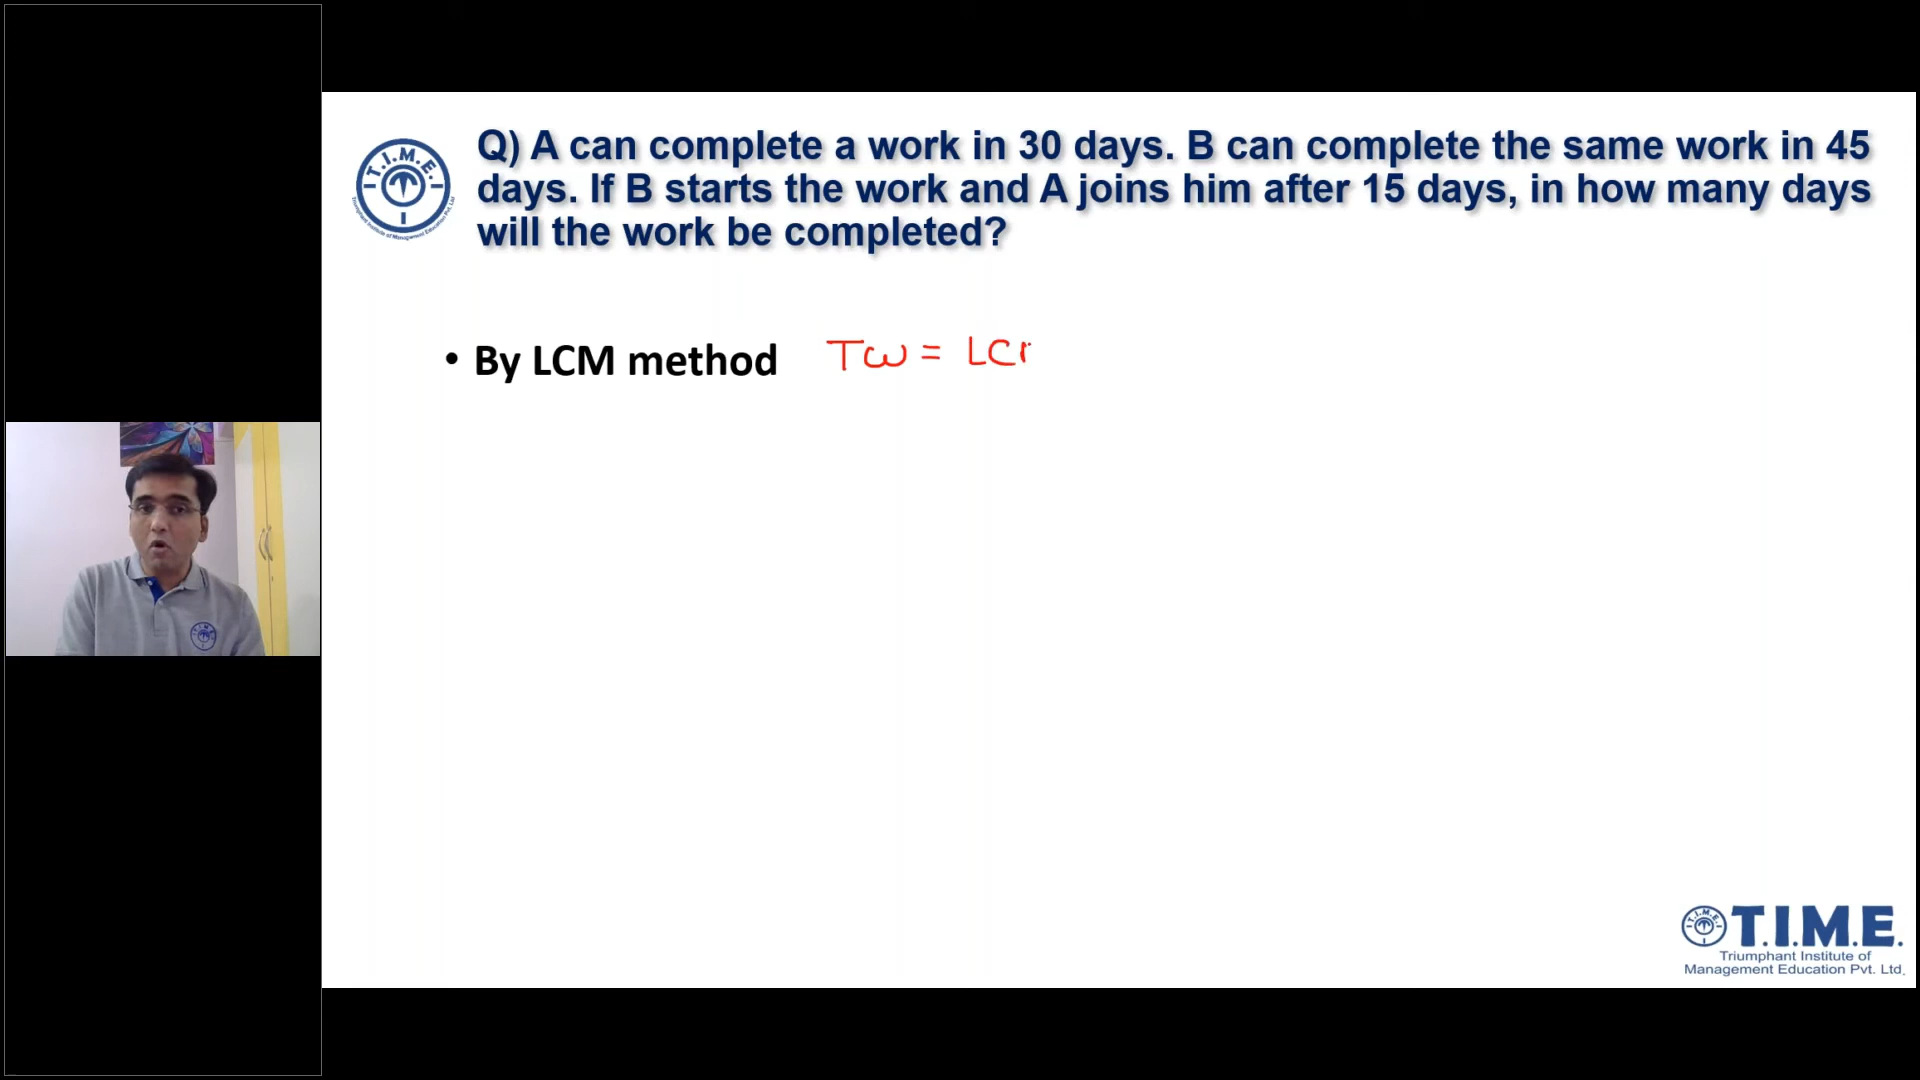 Q) A can complete a work in 30 days. B can complete the same work in 45
days. If B starts the work and A joins him after 15 days, in how many days
will the work be completed?
T.I.M.E.
Triumphant Institute of Management Education Pvt. Ltd
• By LCM method TW = LC
T.I.M.E.
Triumphant Institute of
Management Education Pvt. Ltd.